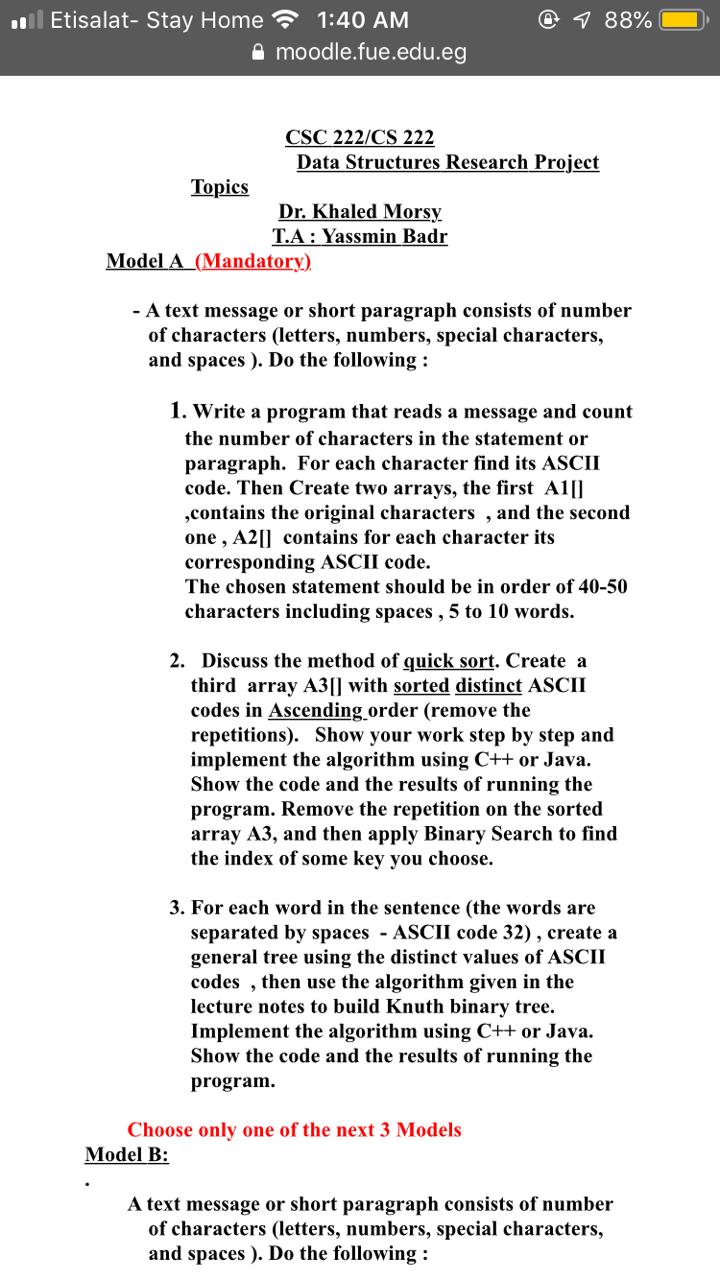 Etisalat- Stay Home 1:40 AM 88%
moodle.fue.edu.eg
CSC 222/CS 222
Data Structures Research Project
Topics
Dr. Khaled Morsy
T.A : Yassmin Badr
Model A (Mandatory)
- A text message or short paragraph consists of number
of characters (letters, numbers, special characters,
and spaces ). Do the following :
1. Write a program that reads a message and count
the number of characters in the statement or
paragraph. For each character find its ASCII
code. Then Create two arrays, the first A1[]
,contains the original characters , and the second
one , A2[] contains for each character its
corresponding ASCII code.
The chosen statement should be in order of 40-50
characters including spaces , 5 to 10 words.
2. Discuss the method of quick sort. Create a
third array A3[] with sorted distinct ASCII
codes in Ascending order (remove the
repetitions). Show your work step by step and
implement the algorithm using C++ or Java.
Show the code and the results of running the
program. Remove the repetition on the sorted
array A3, and then apply Binary Search to find
the index of some key you choose.
3. For each word in the sentence (the words are
separated by spaces - ASCII code 32) , create a
general tree using the distinct values of ASCII
codes , then use the algorithm given in the
lecture notes to build Knuth binary tree.
Implement the algorithm using C++ or Java.
Show the code and the results of running the
program.
Choose only one of the next 3 Models
Model B:
.
A text message or short paragraph consists of number
of characters (letters, numbers, special characters,
and spaces ). Do the following :